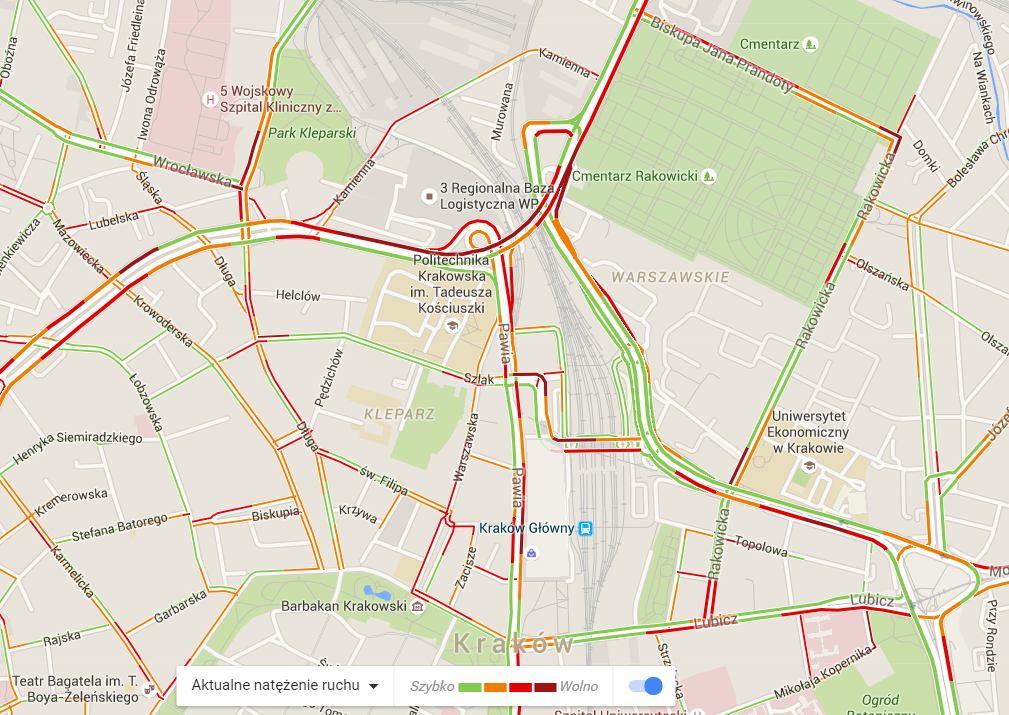 Biskupa Jana Prandoty
Cmentarz
Oboźna
Józefa Friedleina
Iwona Odrowąża
Kamienna
Na Wiankach
5 Wojskowy
Szpital Kliniczny z...
Park Kleparski
Murowana
Domki
Wrocławska
Kamienna
Cmentarz Rakowicki
Śląska
3 Regionalna Baza
Logistyczna WP
Rakowicka
Lubelska
Mazowiecka
Długa
Politechnika
Krakowska
im. Tadeusza
Kościuszki
WARSZAWSKIE
Olszańska
Helclów
Krowoderska
Pawia
Rakowicka
Pędzichów
Szlak
Łobzowska
KLEPARZ
Uniwersytet
Ekonomiczny
w Krakowie
Henryka Siemiradzkiego
Długa
Warszawska
św. Filipa
Pawia
Kremerowska
Biskupia
Krzywa
Stefana Batorego
Kraków Główny
Rakowicka
Topolowa
Karmelicka
Zacisze
Garbarska
Barbakan Krakowski
Lubicz
Lubicz
Przy Rondzie
Rajska
Kraków
Mikołaja Kopernika
Teatr Bagatela im. T.
Boya-Żeleńskiego
Aktualne natężenie ruchu
Szybko
Wolno
Ogród